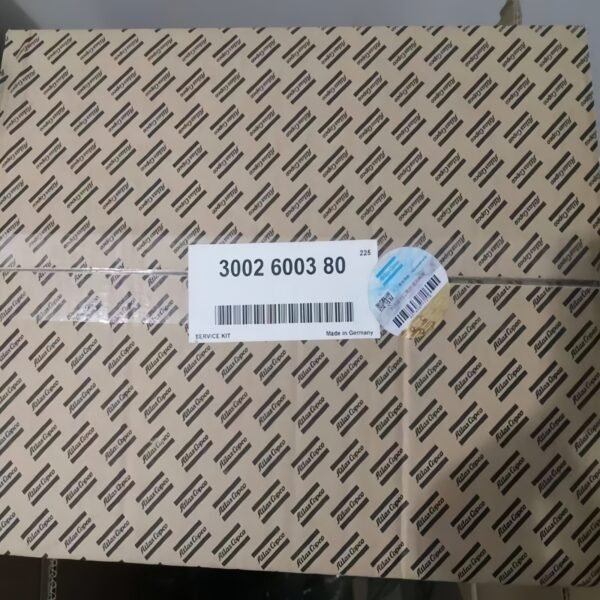 Atlas Copco
225
3002 6003 80
SERVICE KIT
Made in Germany